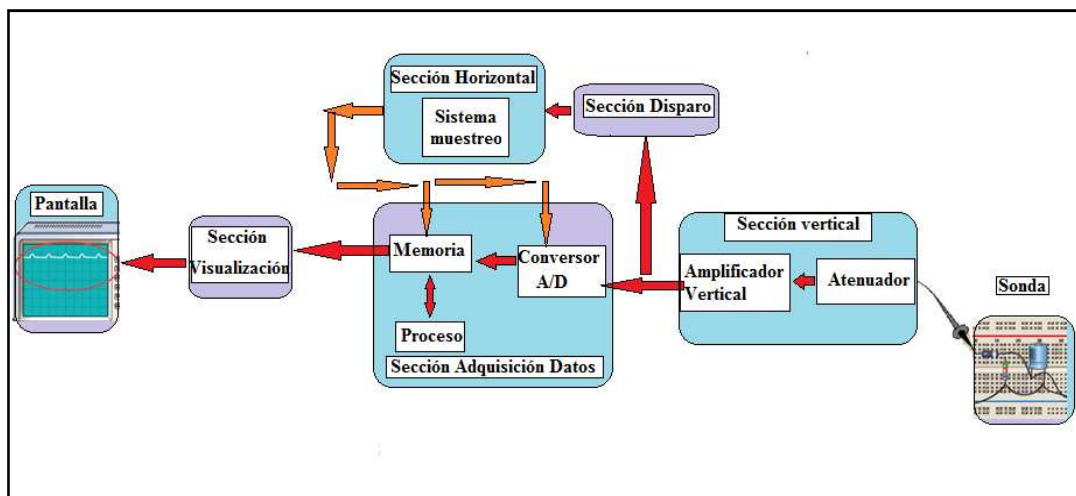 Sección Horizontal
Sistema
muestreo
Sección Disparo
Pantalla
Sección
Visualización
Memoria
Conversor
A/D
Proceso
Sección Adquisición Datos
Sección vertical
Amplificador
Vertical
Atenuador
Sonda